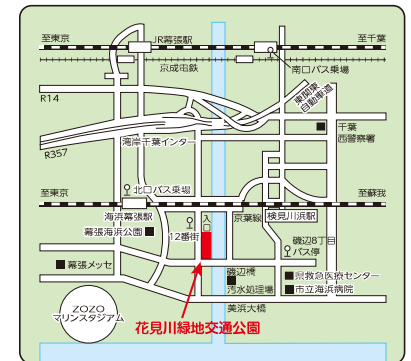 至東京
JR幕張駅
至千葉
京成電鉄
南口バス乗場
東関東
自動車道
R14
千葉
西警察署
湾岸千葉インター
R357
至東京
北口バス乗場
至蘇我
海浜幕張駅
入口
京葉線
検見川浜駅
幕張海浜公園
12番街
磯辺8丁目
バス停
幕張メッセ
磯辺橋
汚水処理場
県救急医療センター
市立海浜病院
美浜大橋
ZOZO
マリンスタジアム
花見川緑地交通公園